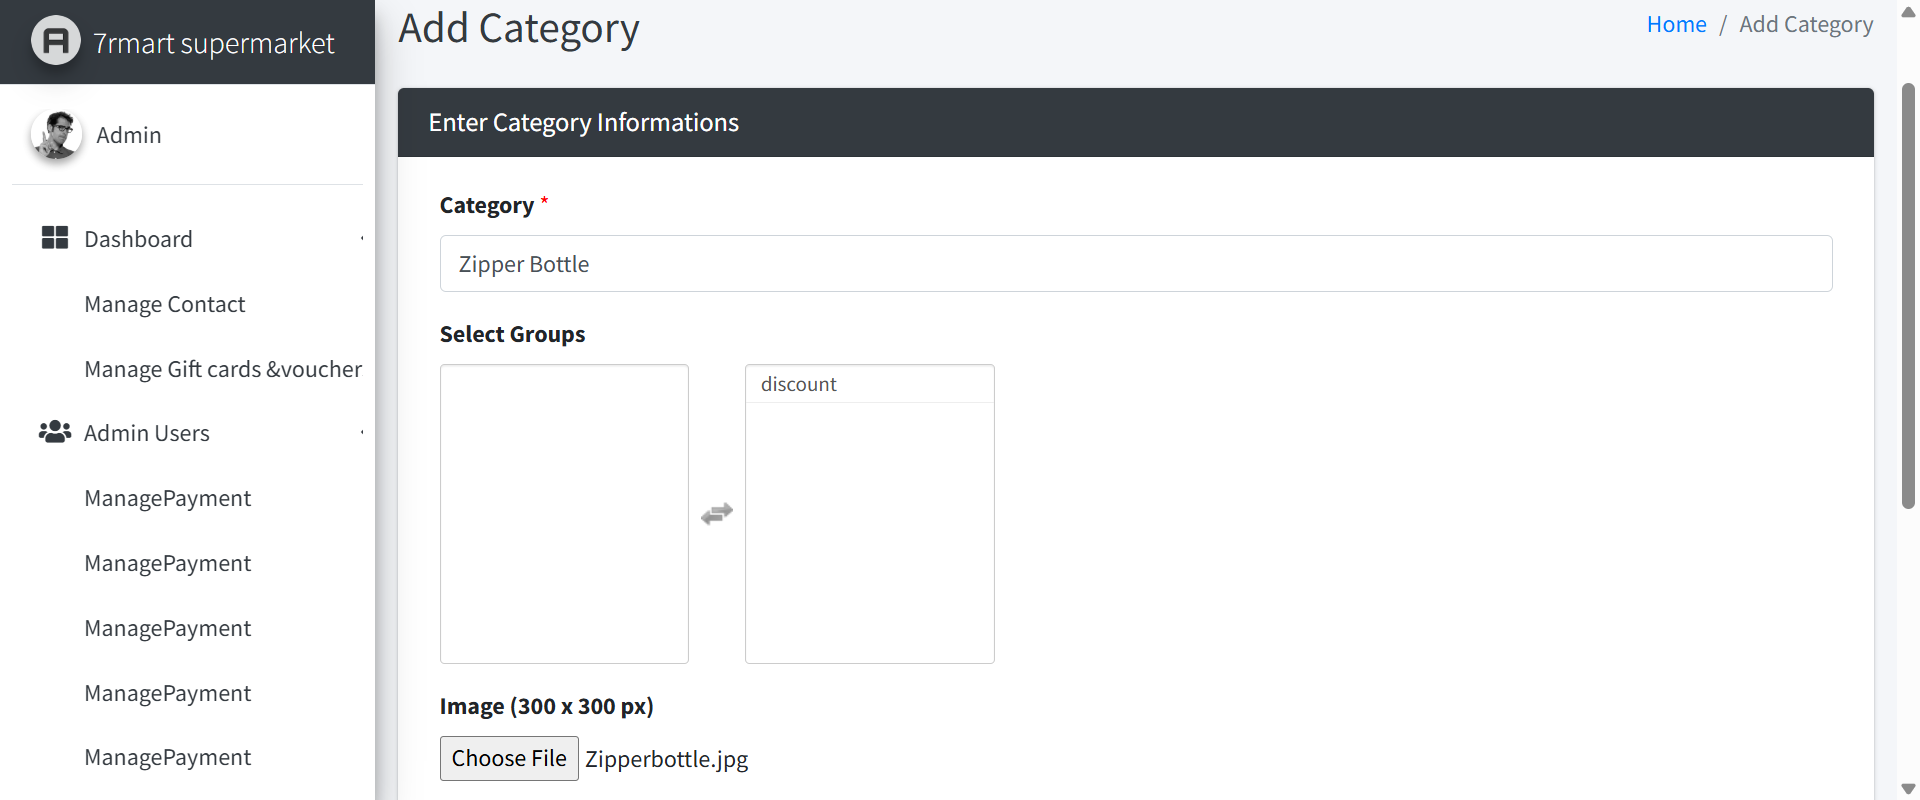 7rmart supermarket
Admin
Dashboard
Manage Contact
Manage Gift cards &voucher
Admin Users
ManagePayment
ManagePayment
ManagePayment
ManagePayment
ManagePayment
Add Category
Home / Add Category
Enter Category Informations
Category *
Zipper Bottle
Select Groups
discount
Image (300 x 300 px)
Choose File Zipperbottle.jpg